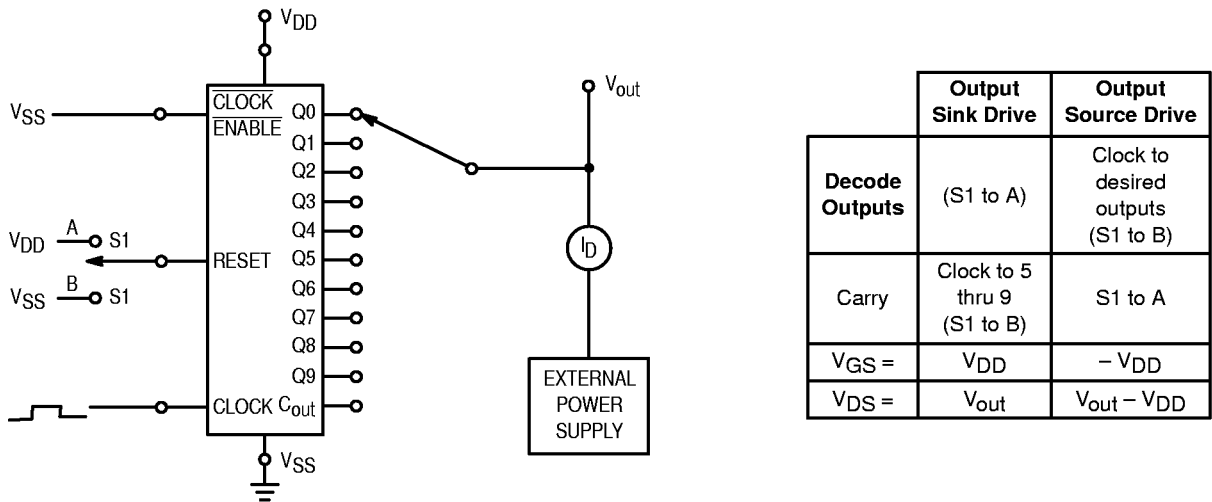 VDD
VSS
CLOCK
ENABLE
Q0
Q1
Q2
Q3
Q4
Q5
Q6
Q7
Q8
Q9
Cout
VDD A S1
RESET
VSS B S1
CLOCK
VSS
Vout
ID
EXTERNAL
POWER
SUPPLY
Output
Sink Drive
Output
Source Drive
Decode
Outputs
(S1 to A)
Clock to
desired
outputs
(S1 to B)
Carry
Clock to 5
thru 9
(S1 to B)
S1 to A
VGS = VDD – VDD
VDS = Vout Vout – VDD